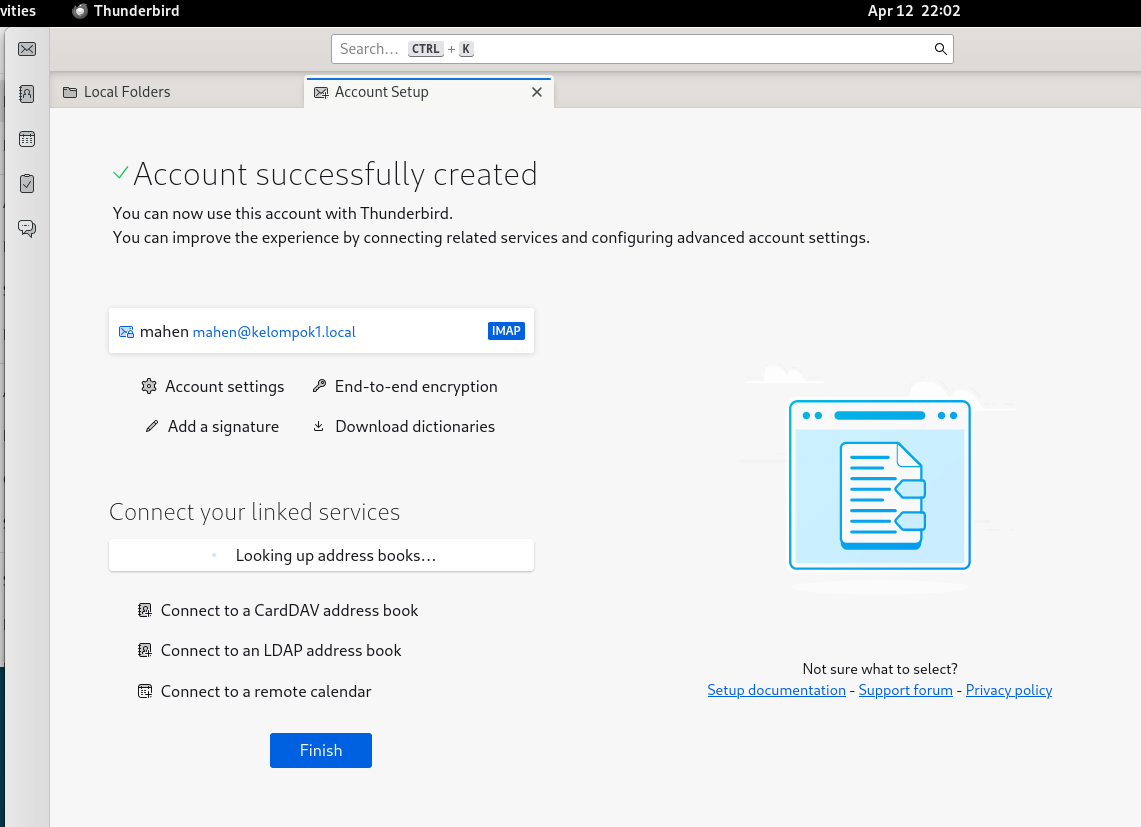 vities Thunderbird Apr 12 22:02
Search... CTRL + K
Local Folders Account Setup
Account successfully created
You can now use this account with Thunderbird.
You can improve the experience by connecting related services and configuring advanced account settings.
mahen mahen@kelompok1.local IMAP
Account settings End-to-end encryption
Add a signature Download dictionaries
Connect your linked services
Looking up address books…
Connect to a CardDAV address book
Connect to an LDAP address book
Connect to a remote calendar
Not sure what to select?
Setup documentation - Support forum - Privacy policy
Finish